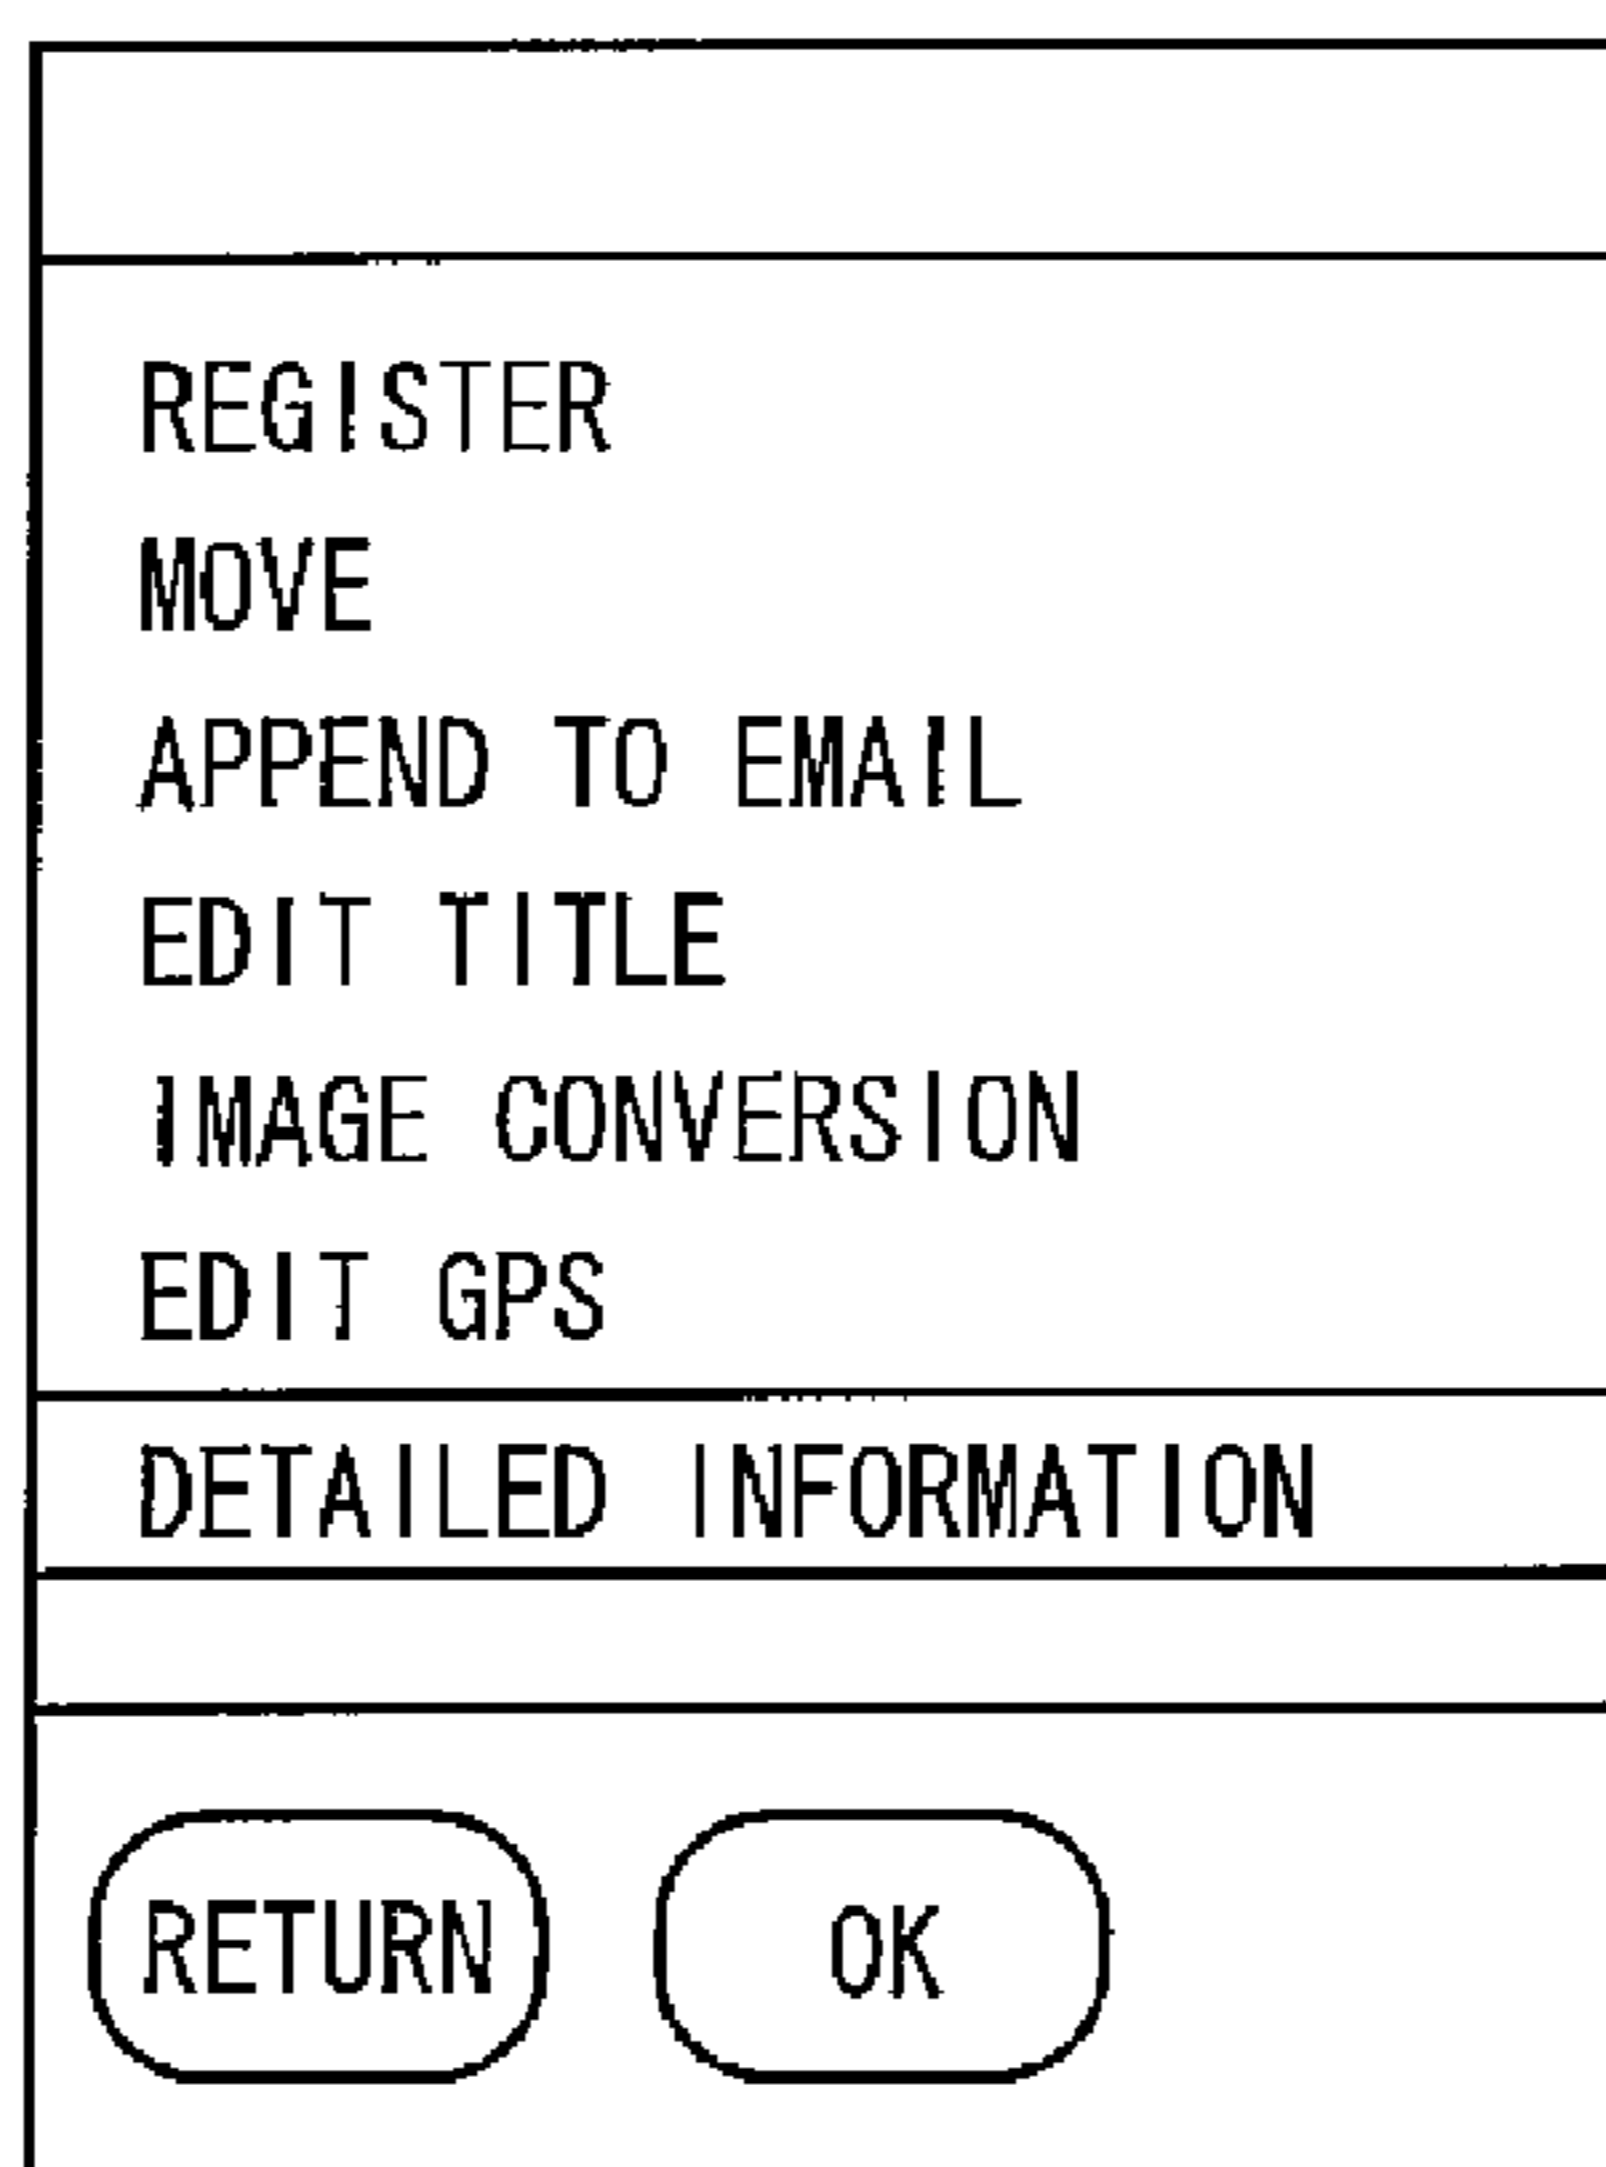 REGISTER
MOVE
APPEND TO EMAIL
EDIT TITLE
IMAGE CONVERSION
EDIT GPS
DETAILED INFORMATION
RETURN OK